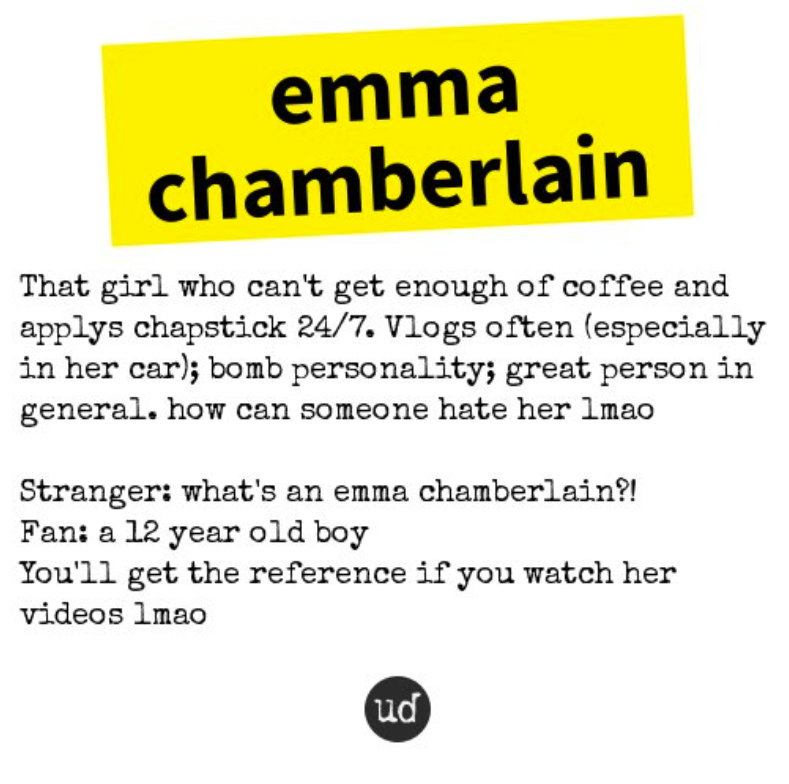 emma
chamberlain
That girl who can't get enough of coffee and
applys chapstick 24/7. Vlogs often (especially
in her car); bomb personality; great person in
general. how can someone hate her lmao
Stranger: what's an emma chamberlain?!
Fan: a 12 year old boy
You'll get the reference if you watch her
videos lmao
ud